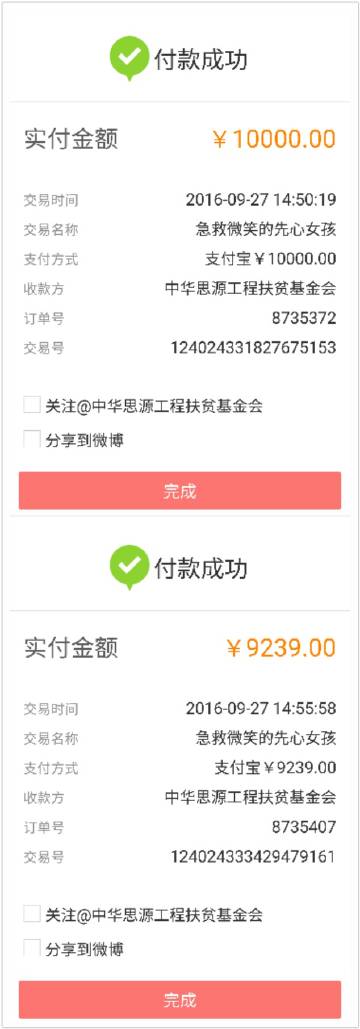 付款成功
实付金额 ￥10000.00
交易时间 2016-09-27 14:50:19
交易名称 急救微笑的先心女孩
支付方式 支付宝￥10000.00
收款方 中华思源工程扶贫基金会
订单号 8735372
交易号 124024331827675153
关注@中华思源工程扶贫基金会
分享到微博
完成
付款成功
实付金额 ￥9239.00
交易时间 2016-09-27 14:55:58
交易名称 急救微笑的先心女孩
支付方式 支付宝￥9239.00
收款方 中华思源工程扶贫基金会
订单号 8735407
交易号 124024333429479161
关注@中华思源工程扶贫基金会
分享到微博
完成